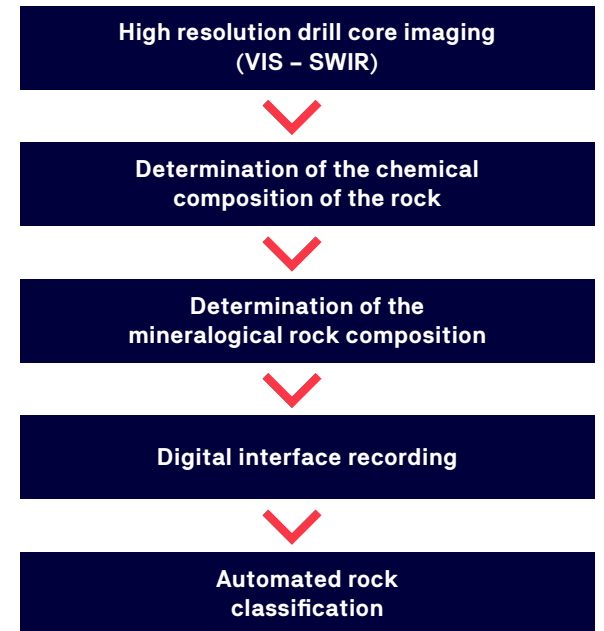 High resolution drill core imaging
(VIS – SWIR)
Determination of the chemical
composition of the rock
Determination of the
mineralogical rock composition
Digital interface recording
Automated rock
classification